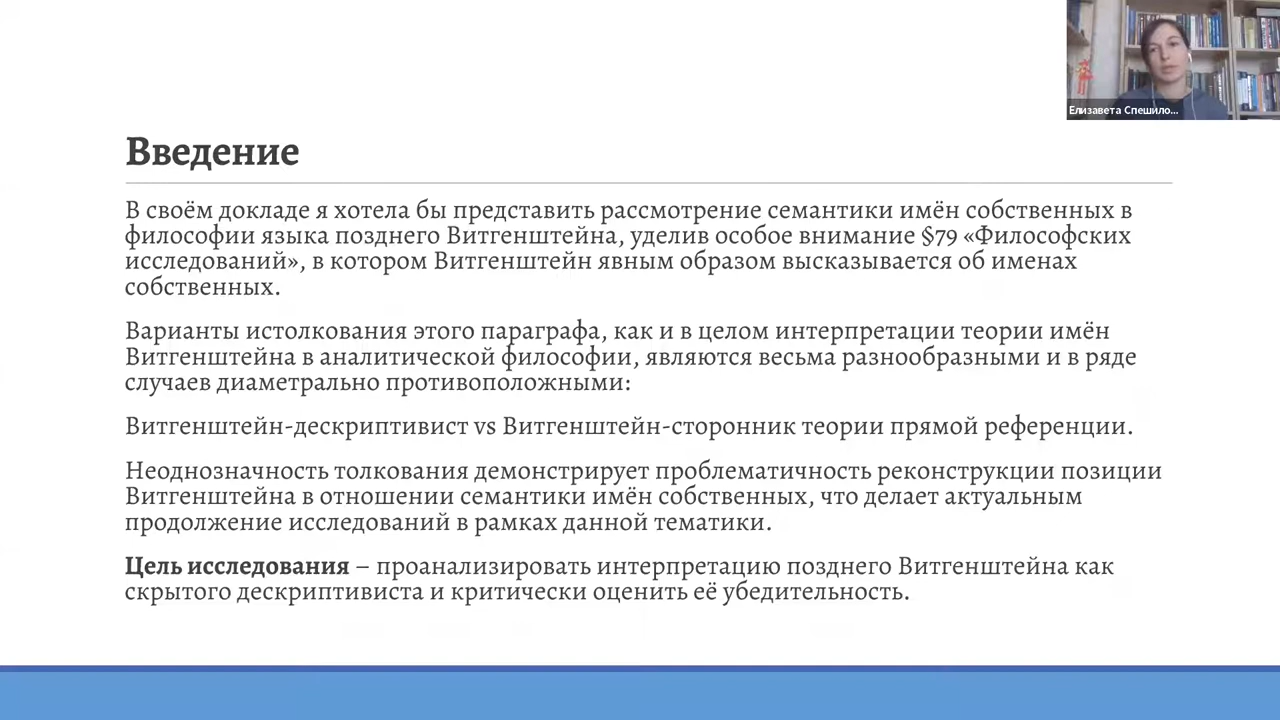 Елизавета Спешило...
Введение
В своём докладе я хотела бы представить рассмотрение семантики имён собственных в
философии языка позднего Витгенштейна, уделив особое внимание §79 «Философских
исследований», в котором Витгенштейн явным образом высказывается об именах
собственных.
Варианты истолкования этого параграфа, как и в целом интерпретации теории имён
Витгенштейна в аналитической философии, являются весьма разнообразными и в ряде
случаев диаметрально противоположными:
Витгенштейн-дескриптивист vs Витгенштейн-сторонник теории прямой референции.
Неоднозначность толкования демонстрирует проблематичность реконструкции позиции
Витгенштейна в отношении семантики имён собственных, что делает актуальным
продолжение исследований в рамках данной тематики.
Цель исследования – проанализировать интерпретацию позднего Витгенштейна как
скрытого дескриптивиста и критически оценить её убедительность.